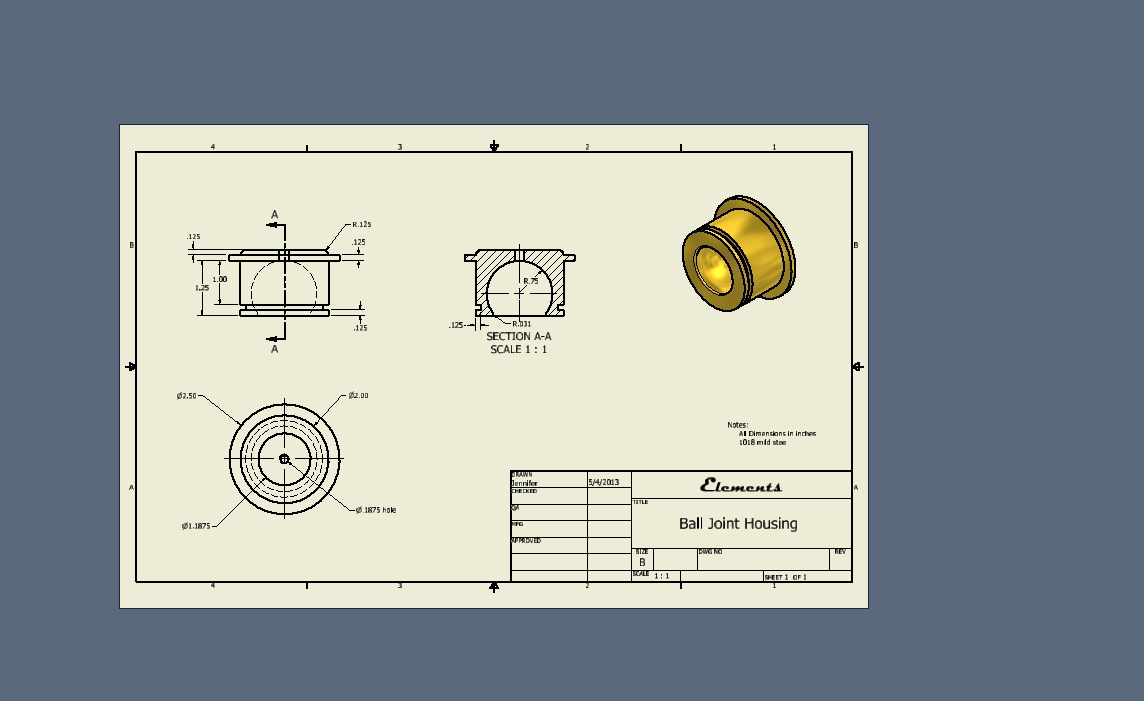 4 3 2 1
A
R.125
.125
.125
B
B
1.00
1.25
R.75
.125
R.031
.125
SECTION A-A
SCALE 1 : 1
A
Ø2.50
Ø2.00
Notes:
All Dimensions in inches
1018 mild stee
DRAWN
Jennifer
5/4/2013
Elements
CHECKED
A
A
TITLE
QA
Ø.1875 hole
Ball Joint Housing
MFG
Ø1.1875
APPROVED
SIZE
DWG NO
REV
B
SCALE 1 : 1
SHEET 1 OF 1
4 3 2 1